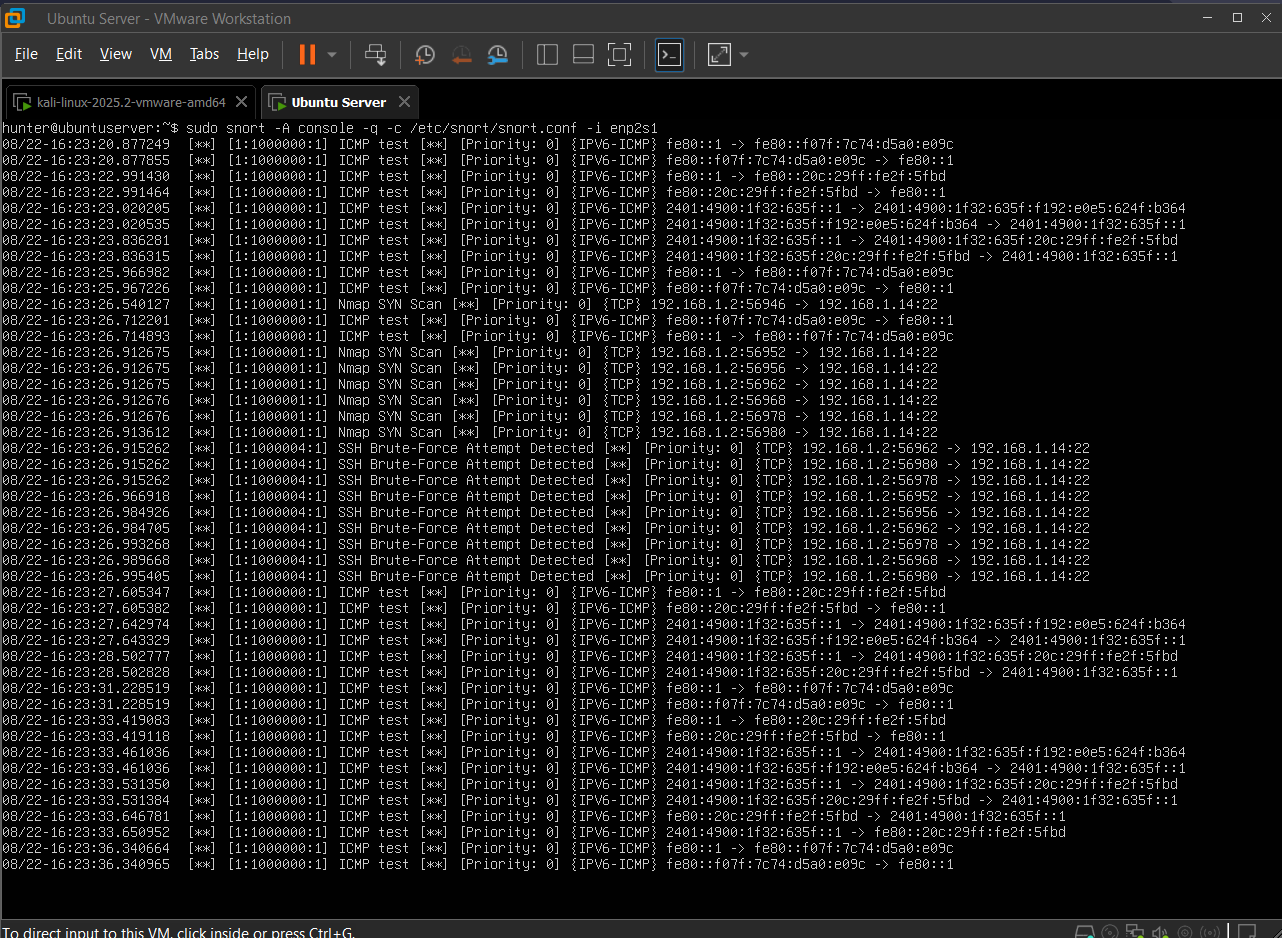 Ubuntu Server - VMware Workstation
File Edit View VM Tabs Help
kali-linux-2025.2-vmware-amd64 Ubuntu Server
hunter@ubuntuserver:~$ sudo snort -A console -q -c /etc/snort/snort.conf -i enp2s1
08/22-16:23:20.877249 [**] [1:1000000:1] ICMP test [**] [Priority: 0] {IPV6-ICMP} fe80::1 -> fe80::f07f:7c74:d5a0:e09c
08/22-16:23:20.877855 [**] [1:1000000:1] ICMP test [**] [Priority: 0] {IPV6-ICMP} fe80::f07f:7c74:d5a0:e09c -> fe80::1
08/22-16:23:22.991430 [**] [1:1000000:1] ICMP test [**] [Priority: 0] {IPV6-ICMP} fe80::1 -> fe80::20c:29ff:fe2f:5fbd
08/22-16:23:22.991464 [**] [1:1000000:1] ICMP test [**] [Priority: 0] {IPV6-ICMP} fe80::20c:29ff:fe2f:5fbd -> fe80::1
08/22-16:23:23.020205 [**] [1:1000000:1] ICMP test [**] [Priority: 0] {IPV6-ICMP} 2401:4900:1f32:635f::1 -> 2401:4900:1f32:635f:f192:e0e5:624f:b364
08/22-16:23:23.020535 [**] [1:1000000:1] ICMP test [**] [Priority: 0] {IPV6-ICMP} 2401:4900:1f32:635f:f192:e0e5:624f:b364 -> 2401:4900:1f32:635f::1
08/22-16:23:23.836281 [**] [1:1000000:1] ICMP test [**] [Priority: 0] {IPV6-ICMP} 2401:4900:1f32:635f::1 -> 2401:4900:1f32:635f:20c:29ff:fe2f:5fbd
08/22-16:23:23.836315 [**] [1:1000000:1] ICMP test [**] [Priority: 0] {IPV6-ICMP} 2401:4900:1f32:635f:20c:29ff:fe2f:5fbd -> 2401:4900:1f32:635f::1
08/22-16:23:25.966982 [**] [1:1000000:1] ICMP test [**] [Priority: 0] {IPV6-ICMP} fe80::1 -> fe80::f07f:7c74:d5a0:e09c
08/22-16:23:25.967226 [**] [1:1000000:1] ICMP test [**] [Priority: 0] {IPV6-ICMP} fe80::f07f:7c74:d5a0:e09c -> fe80::1
08/22-16:23:26.540127 [**] [1:1000001:1] Nmap SYN Scan [**] [Priority: 0] {TCP} 192.168.1.2:56946 -> 192.168.1.14:22
08/22-16:23:26.712201 [**] [1:1000000:1] ICMP test [**] [Priority: 0] {IPV6-ICMP} fe80::f07f:7c74:d5a0:e09c -> fe80::1
08/22-16:23:26.714893 [**] [1:1000000:1] ICMP test [**] [Priority: 0] {IPV6-ICMP} fe80::1 -> fe80::f07f:7c74:d5a0:e09c
08/22-16:23:26.912675 [**] [1:1000001:1] Nmap SYN Scan [**] [Priority: 0] {TCP} 192.168.1.2:56952 -> 192.168.1.14:22
08/22-16:23:26.912675 [**] [1:1000001:1] Nmap SYN Scan [**] [Priority: 0] {TCP} 192.168.1.2:56956 -> 192.168.1.14:22
08/22-16:23:26.912675 [**] [1:1000001:1] Nmap SYN Scan [**] [Priority: 0] {TCP} 192.168.1.2:56962 -> 192.168.1.14:22
08/22-16:23:26.912676 [**] [1:1000001:1] Nmap SYN Scan [**] [Priority: 0] {TCP} 192.168.1.2:56968 -> 192.168.1.14:22
08/22-16:23:26.912676 [**] [1:1000001:1] Nmap SYN Scan [**] [Priority: 0] {TCP} 192.168.1.2:56978 -> 192.168.1.14:22
08/22-16:23:26.913612 [**] [1:1000001:1] Nmap SYN Scan [**] [Priority: 0] {TCP} 192.168.1.2:56980 -> 192.168.1.14:22
08/22-16:23:26.915262 [**] [1:1000004:1] SSH Brute-Force Attempt Detected [**] [Priority: 0] {TCP} 192.168.1.2:56962 -> 192.168.1.14:22
08/22-16:23:26.915262 [**] [1:1000004:1] SSH Brute-Force Attempt Detected [**] [Priority: 0] {TCP} 192.168.1.2:56980 -> 192.168.1.14:22
08/22-16:23:26.915262 [**] [1:1000004:1] SSH Brute-Force Attempt Detected [**] [Priority: 0] {TCP} 192.168.1.2:56978 -> 192.168.1.14:22
08/22-16:23:26.966918 [**] [1:1000004:1] SSH Brute-Force Attempt Detected [**] [Priority: 0] {TCP} 192.168.1.2:56952 -> 192.168.1.14:22
08/22-16:23:26.984926 [**] [1:1000004:1] SSH Brute-Force Attempt Detected [**] [Priority: 0] {TCP} 192.168.1.2:56956 -> 192.168.1.14:22
08/22-16:23:26.984705 [**] [1:1000004:1] SSH Brute-Force Attempt Detected [**] [Priority: 0] {TCP} 192.168.1.2:56962 -> 192.168.1.14:22
08/22-16:23:26.993268 [**] [1:1000004:1] SSH Brute-Force Attempt Detected [**] [Priority: 0] {TCP} 192.168.1.2:56978 -> 192.168.1.14:22
08/22-16:23:26.989668 [**] [1:1000004:1] SSH Brute-Force Attempt Detected [**] [Priority: 0] {TCP} 192.168.1.2:56968 -> 192.168.1.14:22
08/22-16:23:26.995405 [**] [1:1000004:1] SSH Brute-Force Attempt Detected [**] [Priority: 0] {TCP} 192.168.1.2:56980 -> 192.168.1.14:22
08/22-16:23:27.605347 [**] [1:1000000:1] ICMP test [**] [Priority: 0] {IPV6-ICMP} fe80::1 -> fe80::20c:29ff:fe2f:5fbd
08/22-16:23:27.605382 [**] [1:1000000:1] ICMP test [**] [Priority: 0] {IPV6-ICMP} fe80::20c:29ff:fe2f:5fbd -> fe80::1
08/22-16:23:27.642974 [**] [1:1000000:1] ICMP test [**] [Priority: 0] {IPV6-ICMP} 2401:4900:1f32:635f::1 -> 2401:4900:1f32:635f:f192:e0e5:624f:b364
08/22-16:23:27.643329 [**] [1:1000000:1] ICMP test [**] [Priority: 0] {IPV6-ICMP} 2401:4900:1f32:635f:f192:e0e5:624f:b364 -> 2401:4900:1f32:635f::1
08/22-16:23:28.502777 [**] [1:1000000:1] ICMP test [**] [Priority: 0] {IPV6-ICMP} 2401:4900:1f32:635f::1 -> 2401:4900:1f32:635f:20c:29ff:fe2f:5fbd
08/22-16:23:28.502828 [**] [1:1000000:1] ICMP test [**] [Priority: 0] {IPV6-ICMP} 2401:4900:1f32:635f:20c:29ff:fe2f:5fbd -> 2401:4900:1f32:635f::1
08/22-16:23:31.228519 [**] [1:1000000:1] ICMP test [**] [Priority: 0] {IPV6-ICMP} fe80::1 -> fe80::f07f:7c74:d5a0:e09c
08/22-16:23:31.228519 [**] [1:1000000:1] ICMP test [**] [Priority: 0] {IPV6-ICMP} fe80::f07f:7c74:d5a0:e09c -> fe80::1
08/22-16:23:33.419083 [**] [1:1000000:1] ICMP test [**] [Priority: 0] {IPV6-ICMP} fe80::1 -> fe80::20c:29ff:fe2f:5fbd
08/22-16:23:33.419118 [**] [1:1000000:1] ICMP test [**] [Priority: 0] {IPV6-ICMP} fe80::20c:29ff:fe2f:5fbd -> fe80::1
08/22-16:23:33.461036 [**] [1:1000000:1] ICMP test [**] [Priority: 0] {IPV6-ICMP} 2401:4900:1f32:635f::1 -> 2401:4900:1f32:635f:f192:e0e5:624f:b364
08/22-16:23:33.461036 [**] [1:1000000:1] ICMP test [**] [Priority: 0] {IPV6-ICMP} 2401:4900:1f32:635f:f192:e0e5:624f:b364 -> 2401:4900:1f32:635f::1
08/22-16:23:33.531350 [**] [1:1000000:1] ICMP test [**] [Priority: 0] {IPV6-ICMP} 2401:4900:1f32:635f::1 -> 2401:4900:1f32:635f:20c:29ff:fe2f:5fbd
08/22-16:23:33.531384 [**] [1:1000000:1] ICMP test [**] [Priority: 0] {IPV6-ICMP} 2401:4900:1f32:635f:20c:29ff:fe2f:5fbd -> 2401:4900:1f32:635f::1
08/22-16:23:33.646781 [**] [1:1000000:1] ICMP test [**] [Priority: 0] {IPV6-ICMP} fe80::20c:29ff:fe2f:5fbd -> 2401:4900:1f32:635f::1
08/22-16:23:33.650952 [**] [1:1000000:1] ICMP test [**] [Priority: 0] {IPV6-ICMP} 2401:4900:1f32:635f::1 -> fe80::20c:29ff:fe2f:5fbd
08/22-16:23:36.340664 [**] [1:1000000:1] ICMP test [**] [Priority: 0] {IPV6-ICMP} fe80::1 -> fe80::f07f:7c74:d5a0:e09c
08/22-16:23:36.340965 [**] [1:1000000:1] ICMP test [**] [Priority: 0] {IPV6-ICMP} fe80::f07f:7c74:d5a0:e09c -> fe80::1
To direct input to this VM, click inside or press Ctrl+G.